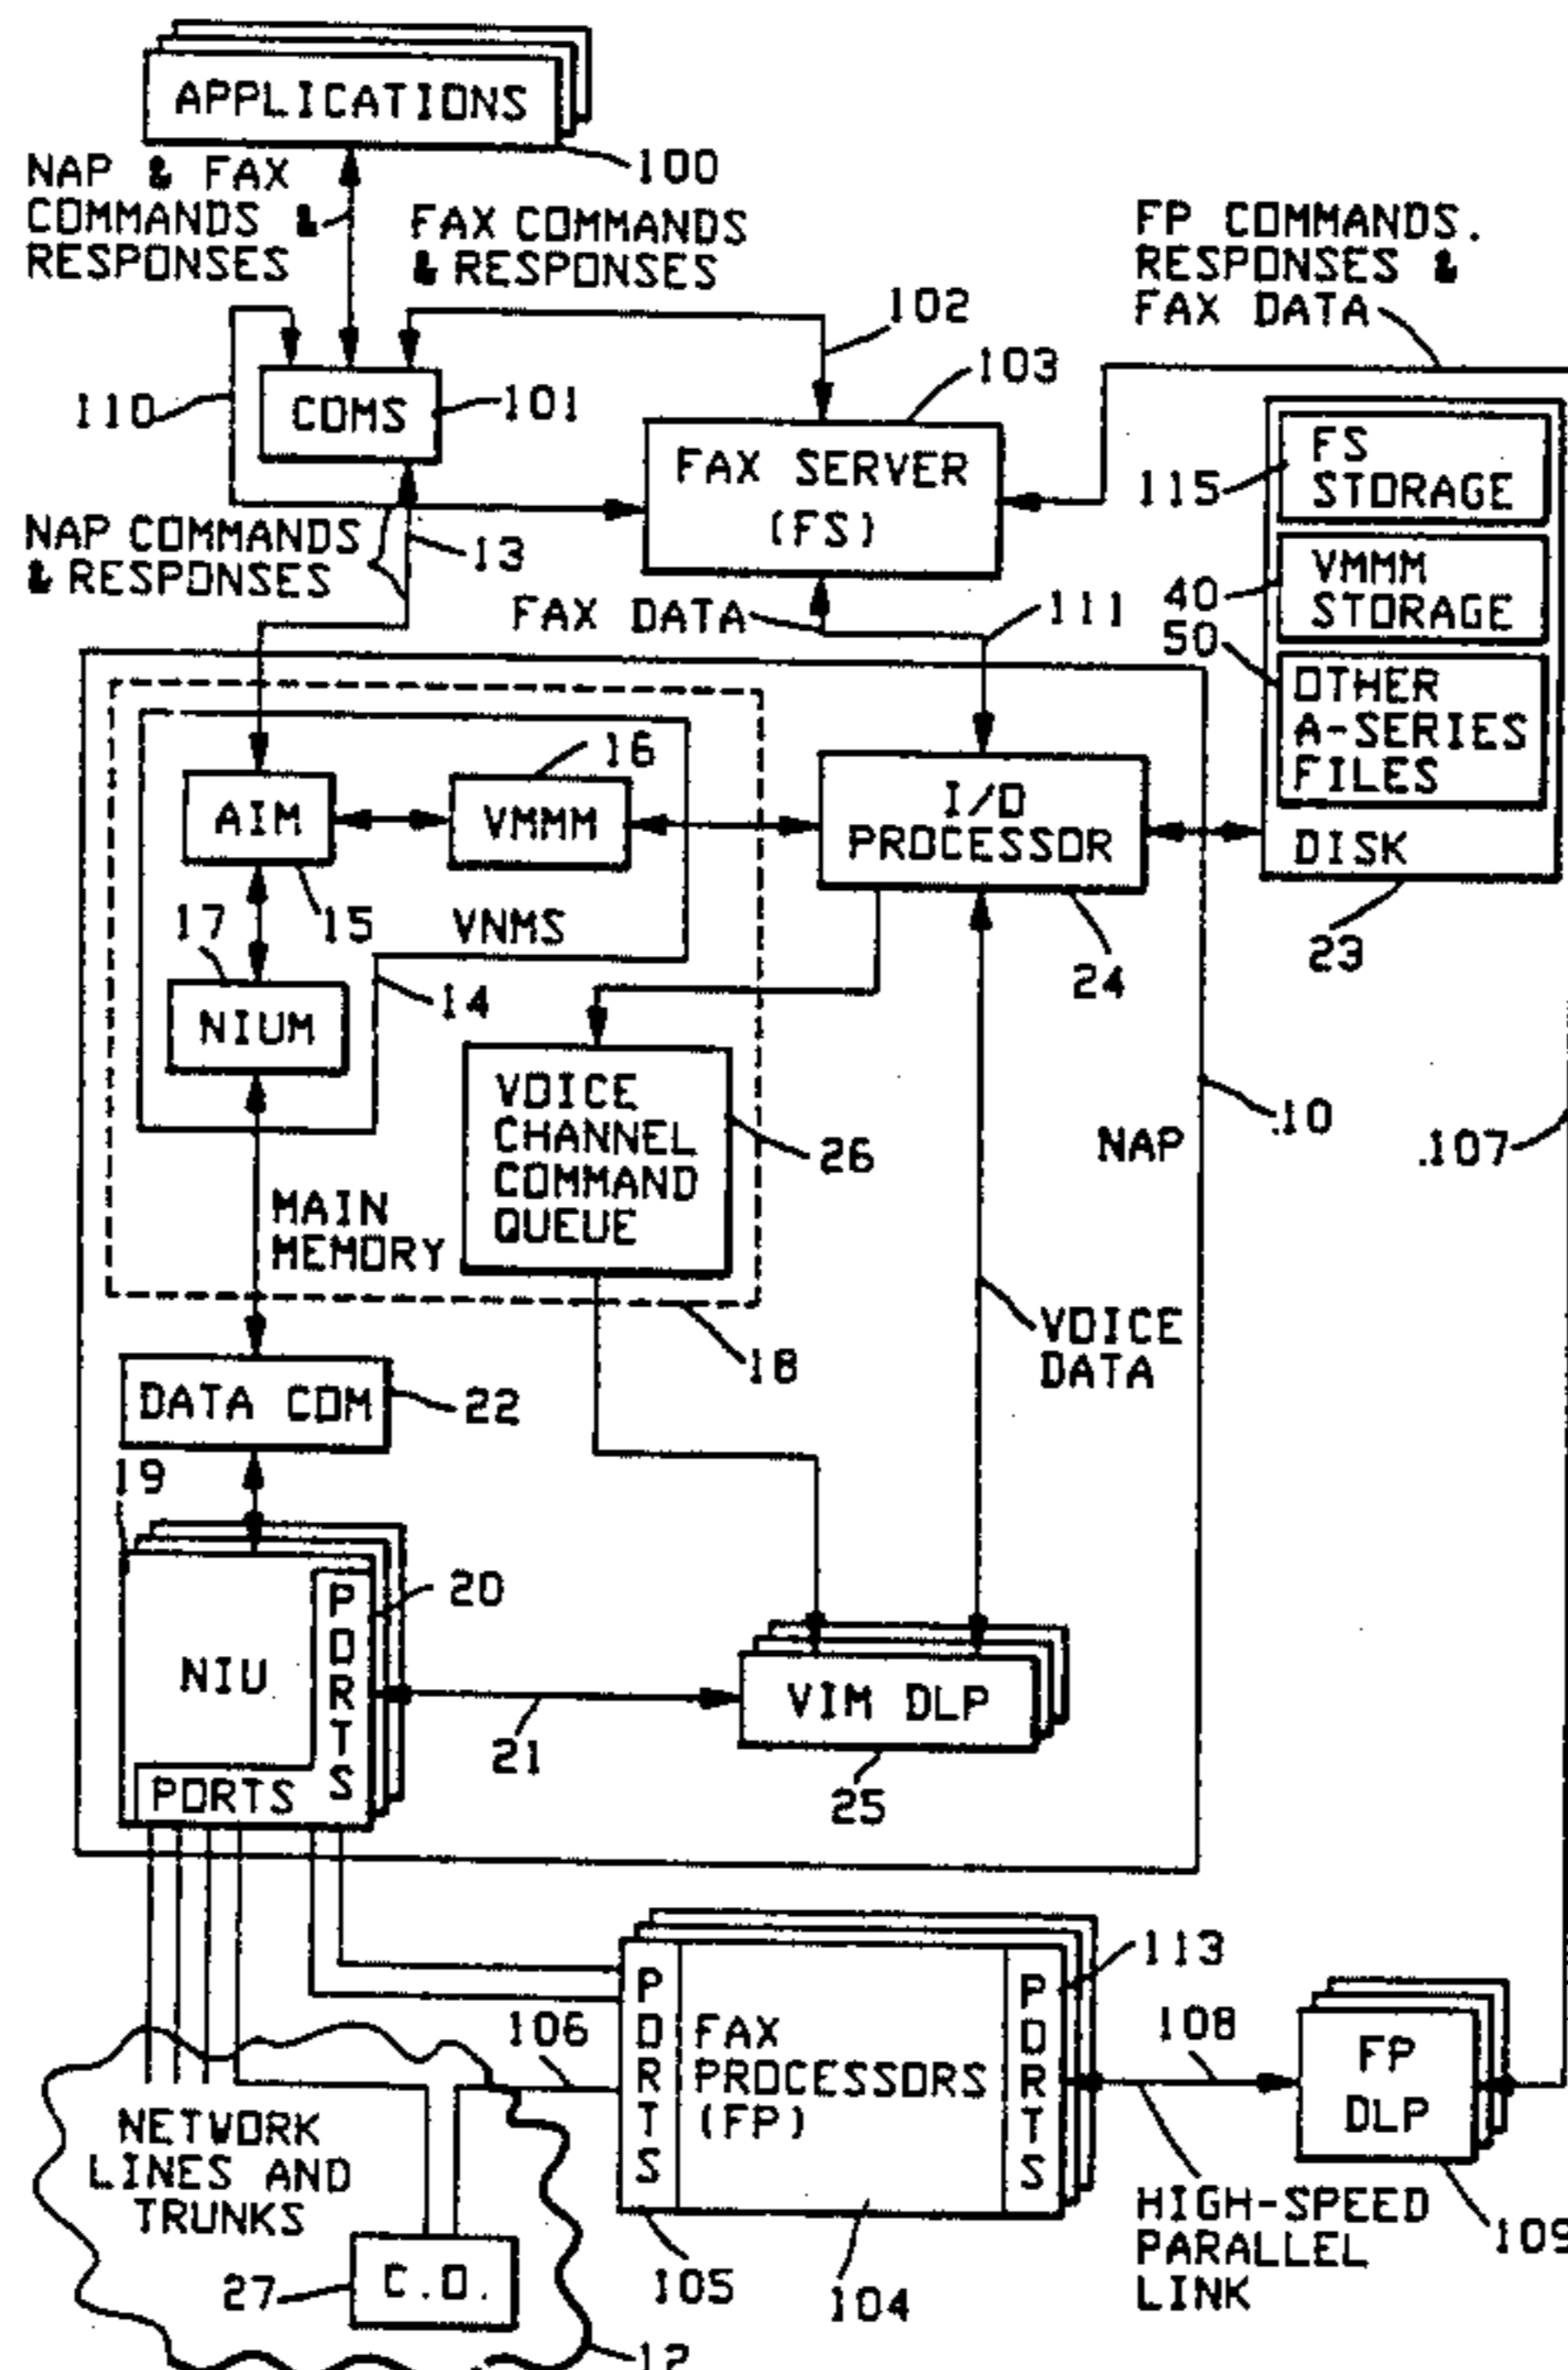 APPLICATIONS
100
NAP & FAX
COMMANDS &
RESPONSES
FAX COMMANDS
& RESPONSES
FP COMMANDS.
RESPONSES &
FAX DATA
102
103
110
COMS
101
FAX SERVER
(FS)
115
FS
STORAGE
NAP COMMANDS
& RESPONSES
13
40
VMMM
STORAGE
FAX DATA
111
50
OTHER
A-SERIES
FILES
DISK
23
16
AIM
VMMM
I/O
PROCESSOR
17
15
VNMS
24
NIUM
14
VOICE
CHANNEL
COMMAND
QUEUE
26
NAP
10
107
MAIN
MEMORY
18
VOICE
DATA
DATA COM
22
19
20
NIU
PORTS
PORTS
21
VIM DLP
25
113
PORTS
FAX
PROCESSORS
(FP)
PORTS
106
108
FP
DLP
NETWORK
LINES AND
TRUNKS
HIGH-SPEED
PARALLEL
LINK
109
105
104
27
C.O.
12